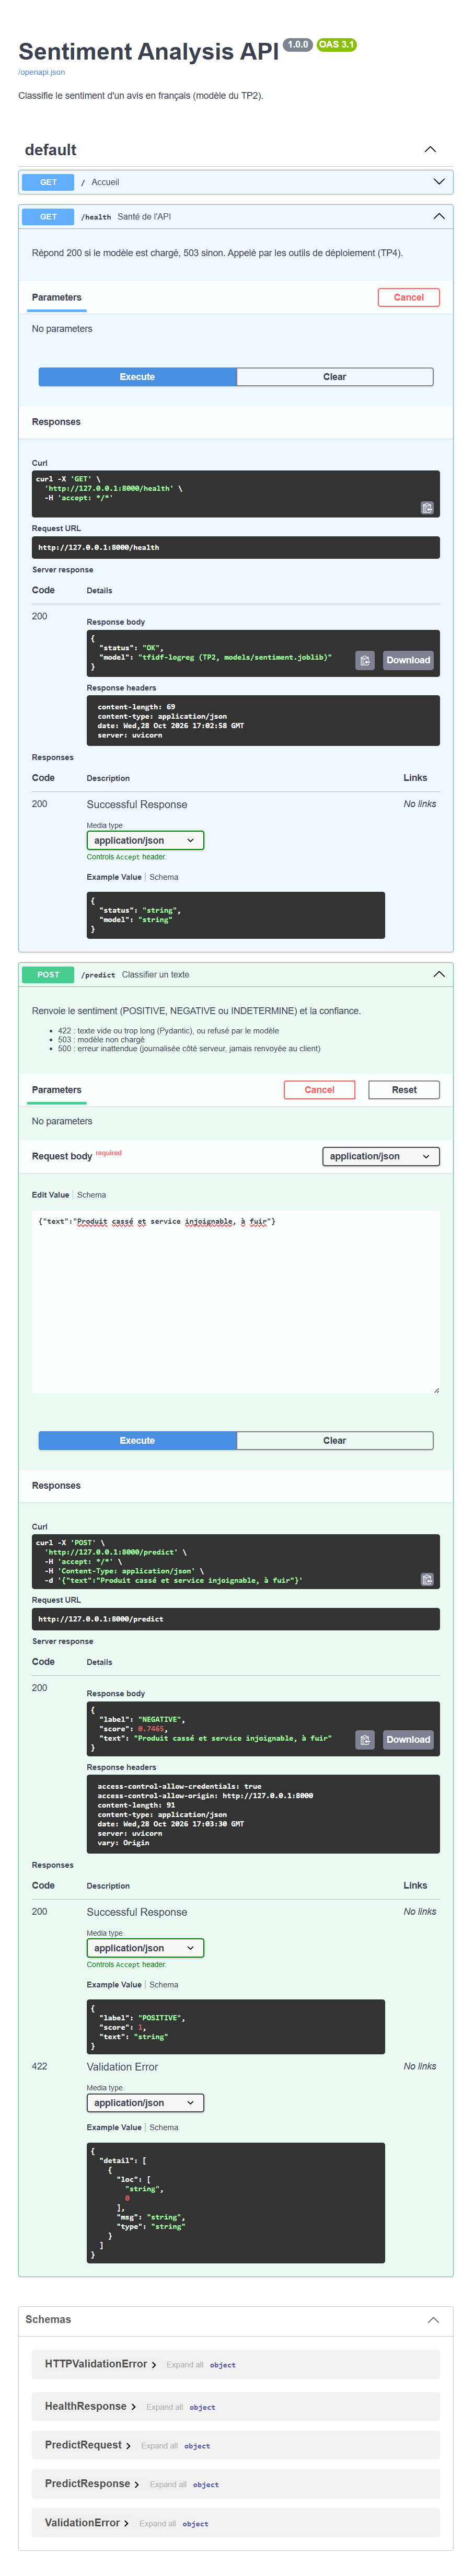 Sentiment Analysis API 1.0.0 OAS 3.1
/openapi.json
Classifie le sentiment d'un avis en français (modèle du TP2).
default
GET / Accueil
GET /health Santé de l'API
Répond 200 si le modèle est chargé, 503 sinon. Appelé par les outils de déploiement (TP4).
Parameters Cancel
No parameters
Execute Clear
Responses
Curl
curl -X 'GET' \
'http://127.0.0.1:8000/health' \
-H 'accept: */*'
Request URL
http://127.0.0.1:8000/health
Server response
Code Details
200
Response body
{
"status": "OK",
"model": "tfidf-logreg (TP2, models/sentiment.joblib)"
}
Download
Response headers
content-length: 69
content-type: application/json
date: Wed,28 Oct 2026 17:02:58 GMT
server: uvicorn
Responses
Code Description Links
200 Successful Response No links
Media type
application/json
Controls Accept header.
Example Value Schema
{
"status": "string",
"model": "string"
}
POST /predict Classifier un texte
Renvoie le sentiment (POSITIVE, NEGATIVE ou INDETERMINE) et la confiance.
• 422 : texte vide ou trop long (Pydantic), ou refusé par le modèle
• 503 : modèle non chargé
• 500 : erreur inattendue (journalisée côté serveur, jamais renvoyée au client)
Parameters Cancel Reset
No parameters
Request body required application/json
Edit Value Schema
{"text":"Produit cassé et service injoignable, à fuir"}
Execute Clear
Responses
Curl
curl -X 'POST' \
'http://127.0.0.1:8000/predict' \
-H 'accept: */*' \
-H 'Content-Type: application/json' \
-d '{"text":"Produit cassé et service injoignable, à fuir"}'
Request URL
http://127.0.0.1:8000/predict
Server response
Code Details
200
Response body
{
"label": "NEGATIVE",
"score": 0.7465,
"text": "Produit cassé et service injoignable, à fuir"
}
Download
Response headers
access-control-allow-credentials: true
access-control-allow-origin: http://127.0.0.1:8000
content-length: 91
content-type: application/json
date: Wed,28 Oct 2026 17:03:30 GMT
server: uvicorn
vary: Origin
Responses
Code Description Links
200 Successful Response No links
Media type
application/json
Controls Accept header.
Example Value Schema
{
"label": "POSITIVE",
"score": 1,
"text": "string"
}
422 Validation Error No links
Media type
application/json
Example Value Schema
{
"detail": [
{
"loc": [
"string",
0
],
"msg": "string",
"type": "string"
}
]
}
Schemas
HTTPValidationError Expand all object
HealthResponse Expand all object
PredictRequest Expand all object
PredictResponse Expand all object
ValidationError Expand all object